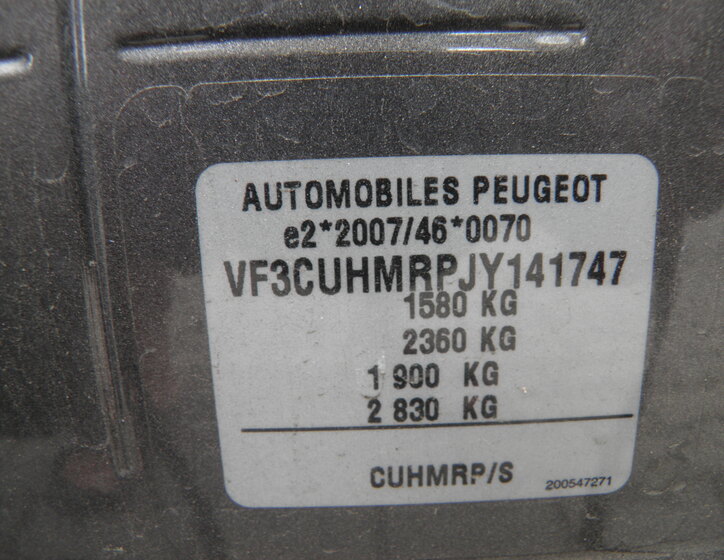 AUTOMOBILES PEUGEOT
e2*2007/46*0070
VF3CUHMRPJY141747
1580 KG
2360 KG
1 900 KG
2 830 KG
CUHMRP/S
200547271